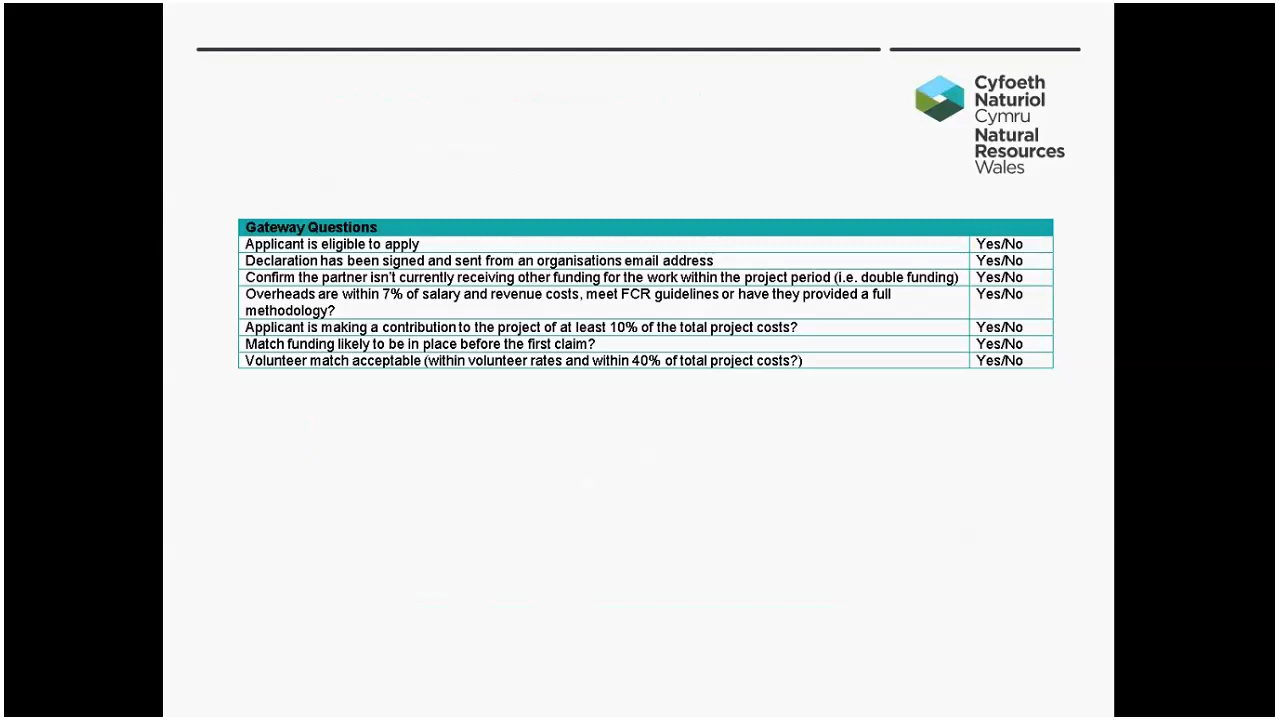 Cyfoeth
Naturiol
Cymru
Natural
Resources
Wales
Gateway Questions
Applicant is eligible to apply Yes/No
Declaration has been signed and sent from an organisations email address Yes/No
Confirm the partner isn't currently receiving other funding for the work within the project period (i.e. double funding) Yes/No
Overheads are within 7% of salary and revenue costs, meet FCR guidelines or have they provided a full Yes/No
methodology?
Applicant is making a contribution to the project of at least 10% of the total project costs? Yes/No
Match funding likely to be in place before the first claim? Yes/No
Volunteer match acceptable (within volunteer rates and within 40% of total project costs?) Yes/No